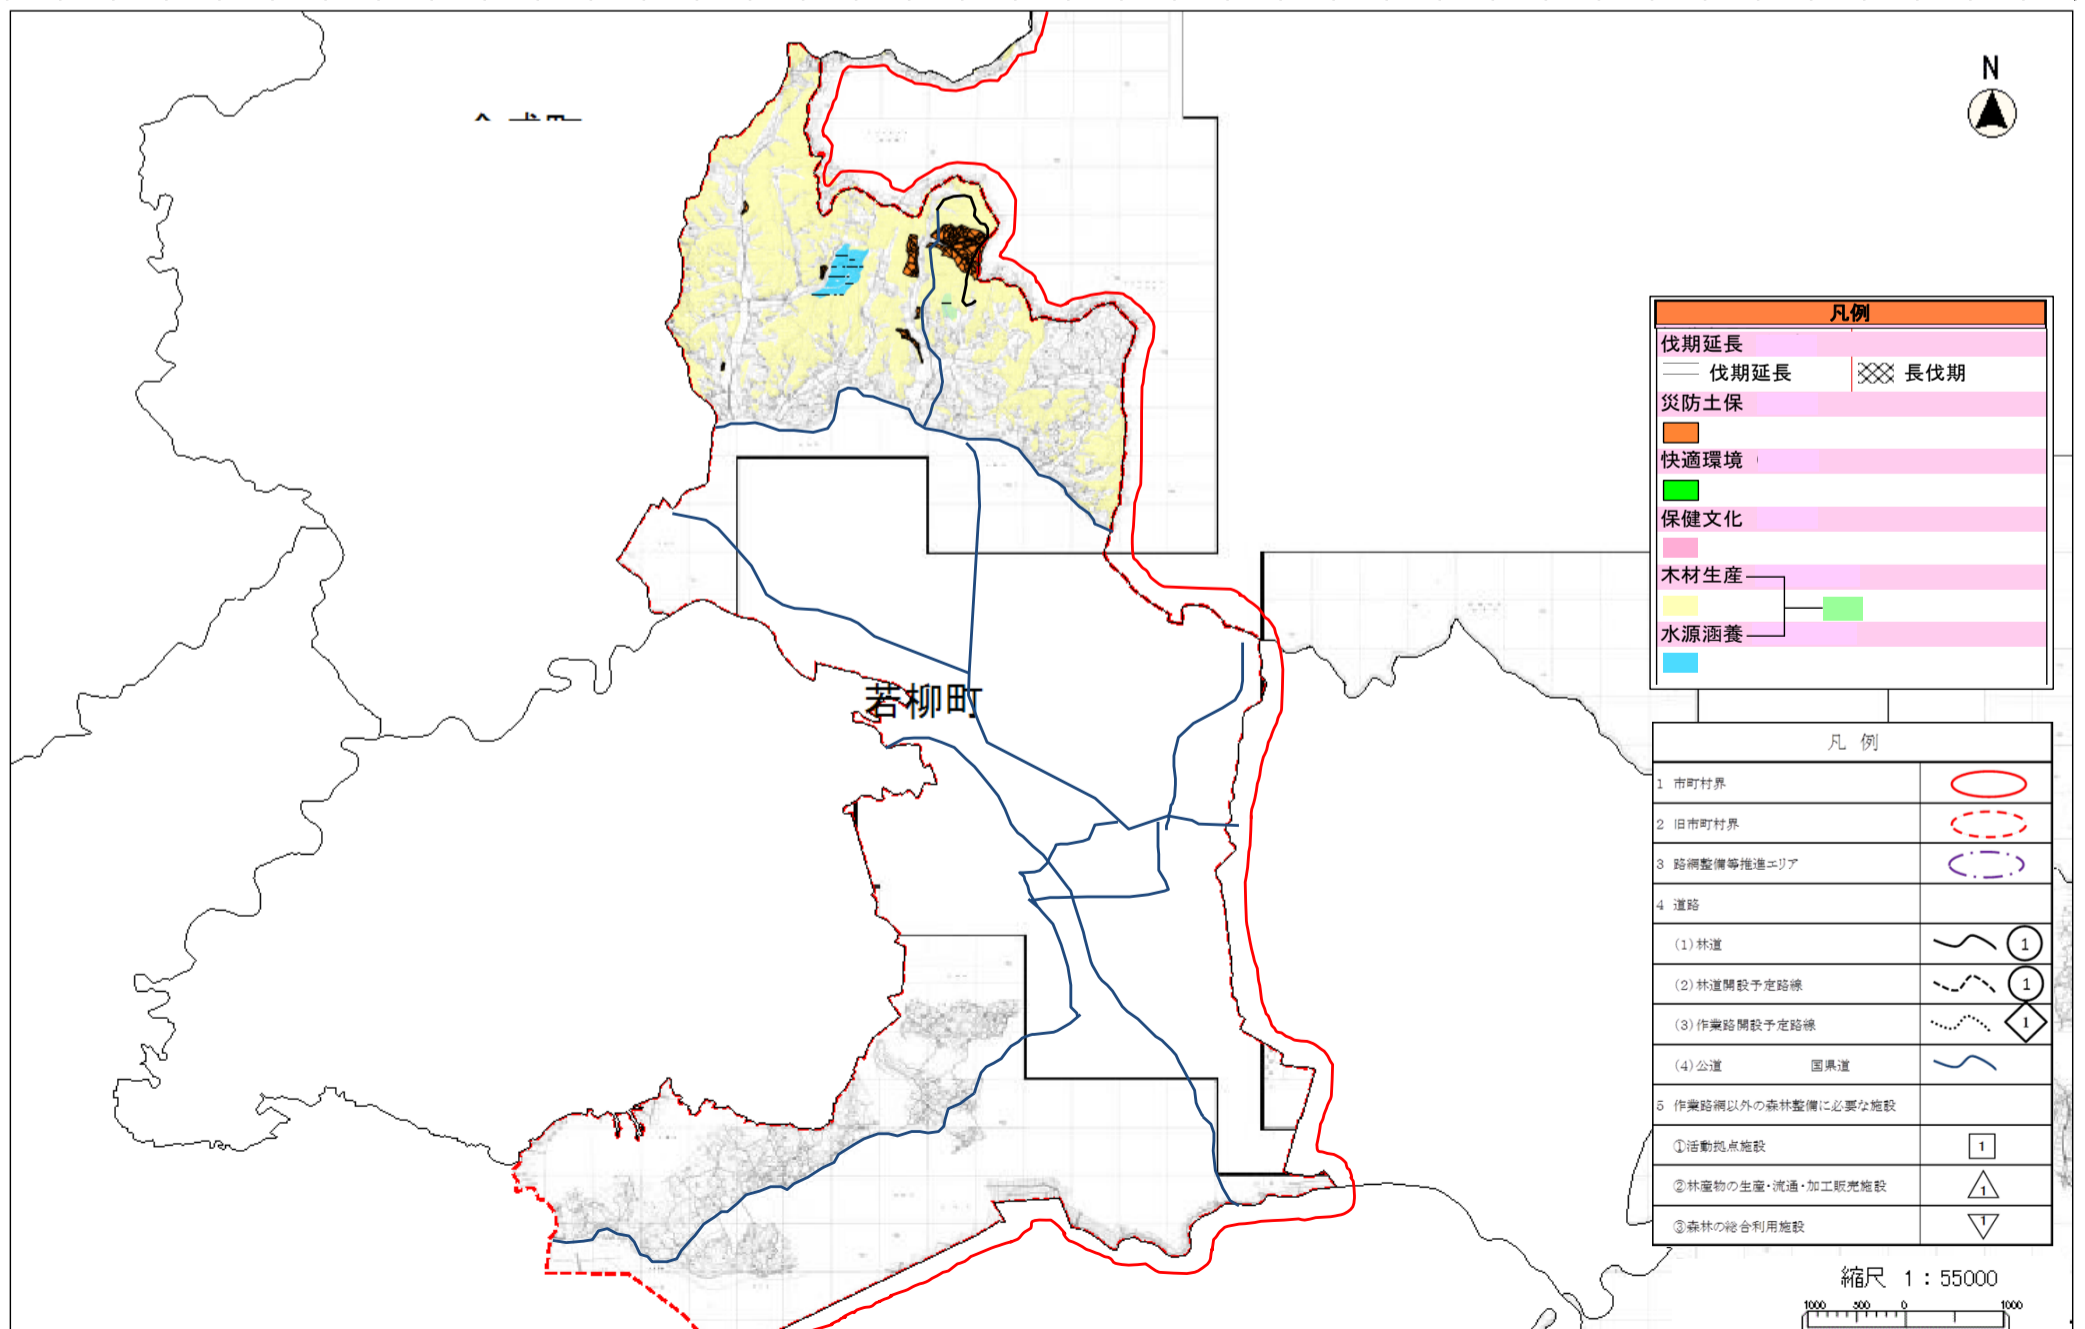 N
若柳町
凡例
伐期延長
伐期延長 長伐期
災防土保
快適環境
保健文化
木材生産
水源涵養
凡 例
1 市町村界
2 旧市町村界
3 路網整備等推進エリア
4 道路
(1)林道 1
(2)林道開設予定路線 1
(3)作業路開設予定路線 1
(4)公道 国県道
5 作業路網以外の森林整備に必要な施設
①活動拠点施設 1
②林産物の生産・流通・加工販売施設 1
③森林の総合利用施設 1
縮尺 1:55000
1000 500 0 1000